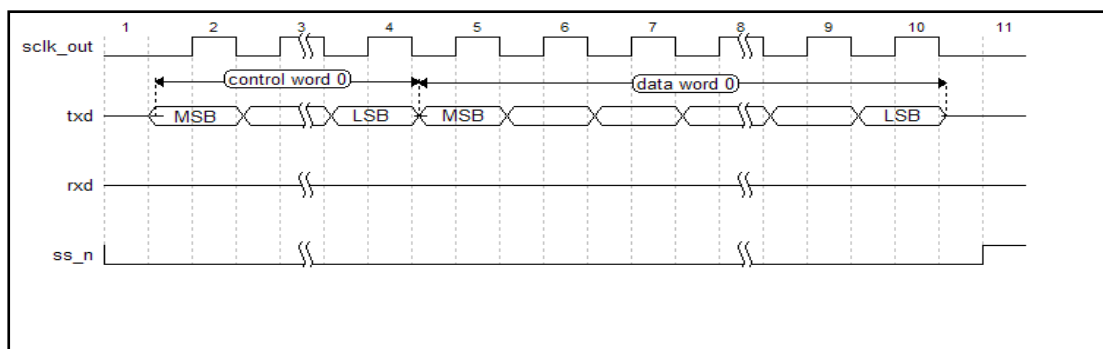 1 2 3 4 5 6 7 8 9 10 11
sclk_out
control word 0 data word 0
txd MSB LSB MSB LSB
rxd
ss_n